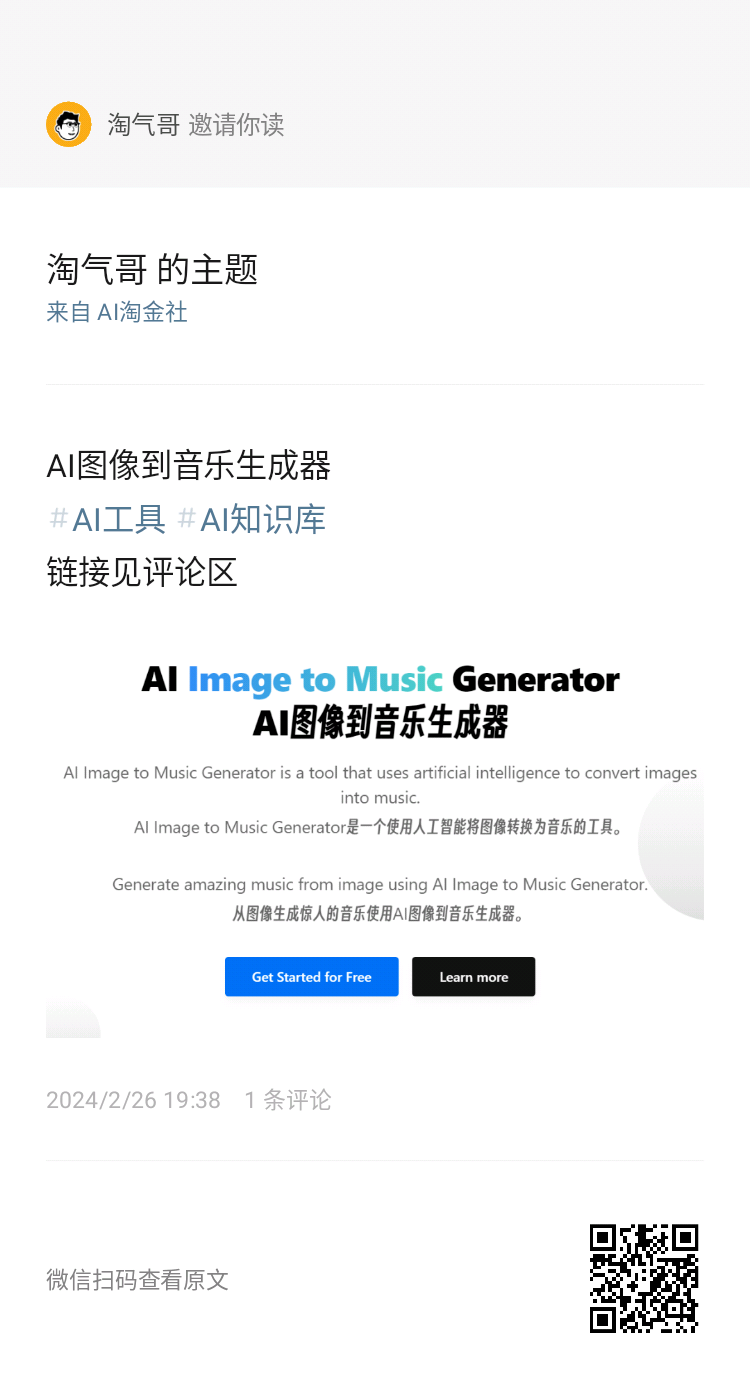 淘气哥 邀请你读
淘气哥 的主题
来自 AI淘金社
AI图像到音乐生成器
#AI工具 #AI知识库
链接见评论区
AI Image to Music Generator
AI图像到音乐生成器
AI Image to Music Generator is a tool that uses artificial intelligence to convert images
into music.
AI Image to Music Generator是一个使用人工智能将图像转换为音乐的工具。
Generate amazing music from image using AI Image to Music Generator.
从图像生成惊人的音乐使用AI图像到音乐生成器。
Get Started for Free Learn more
2024/2/26 19:38 1 条评论
微信扫码查看原文